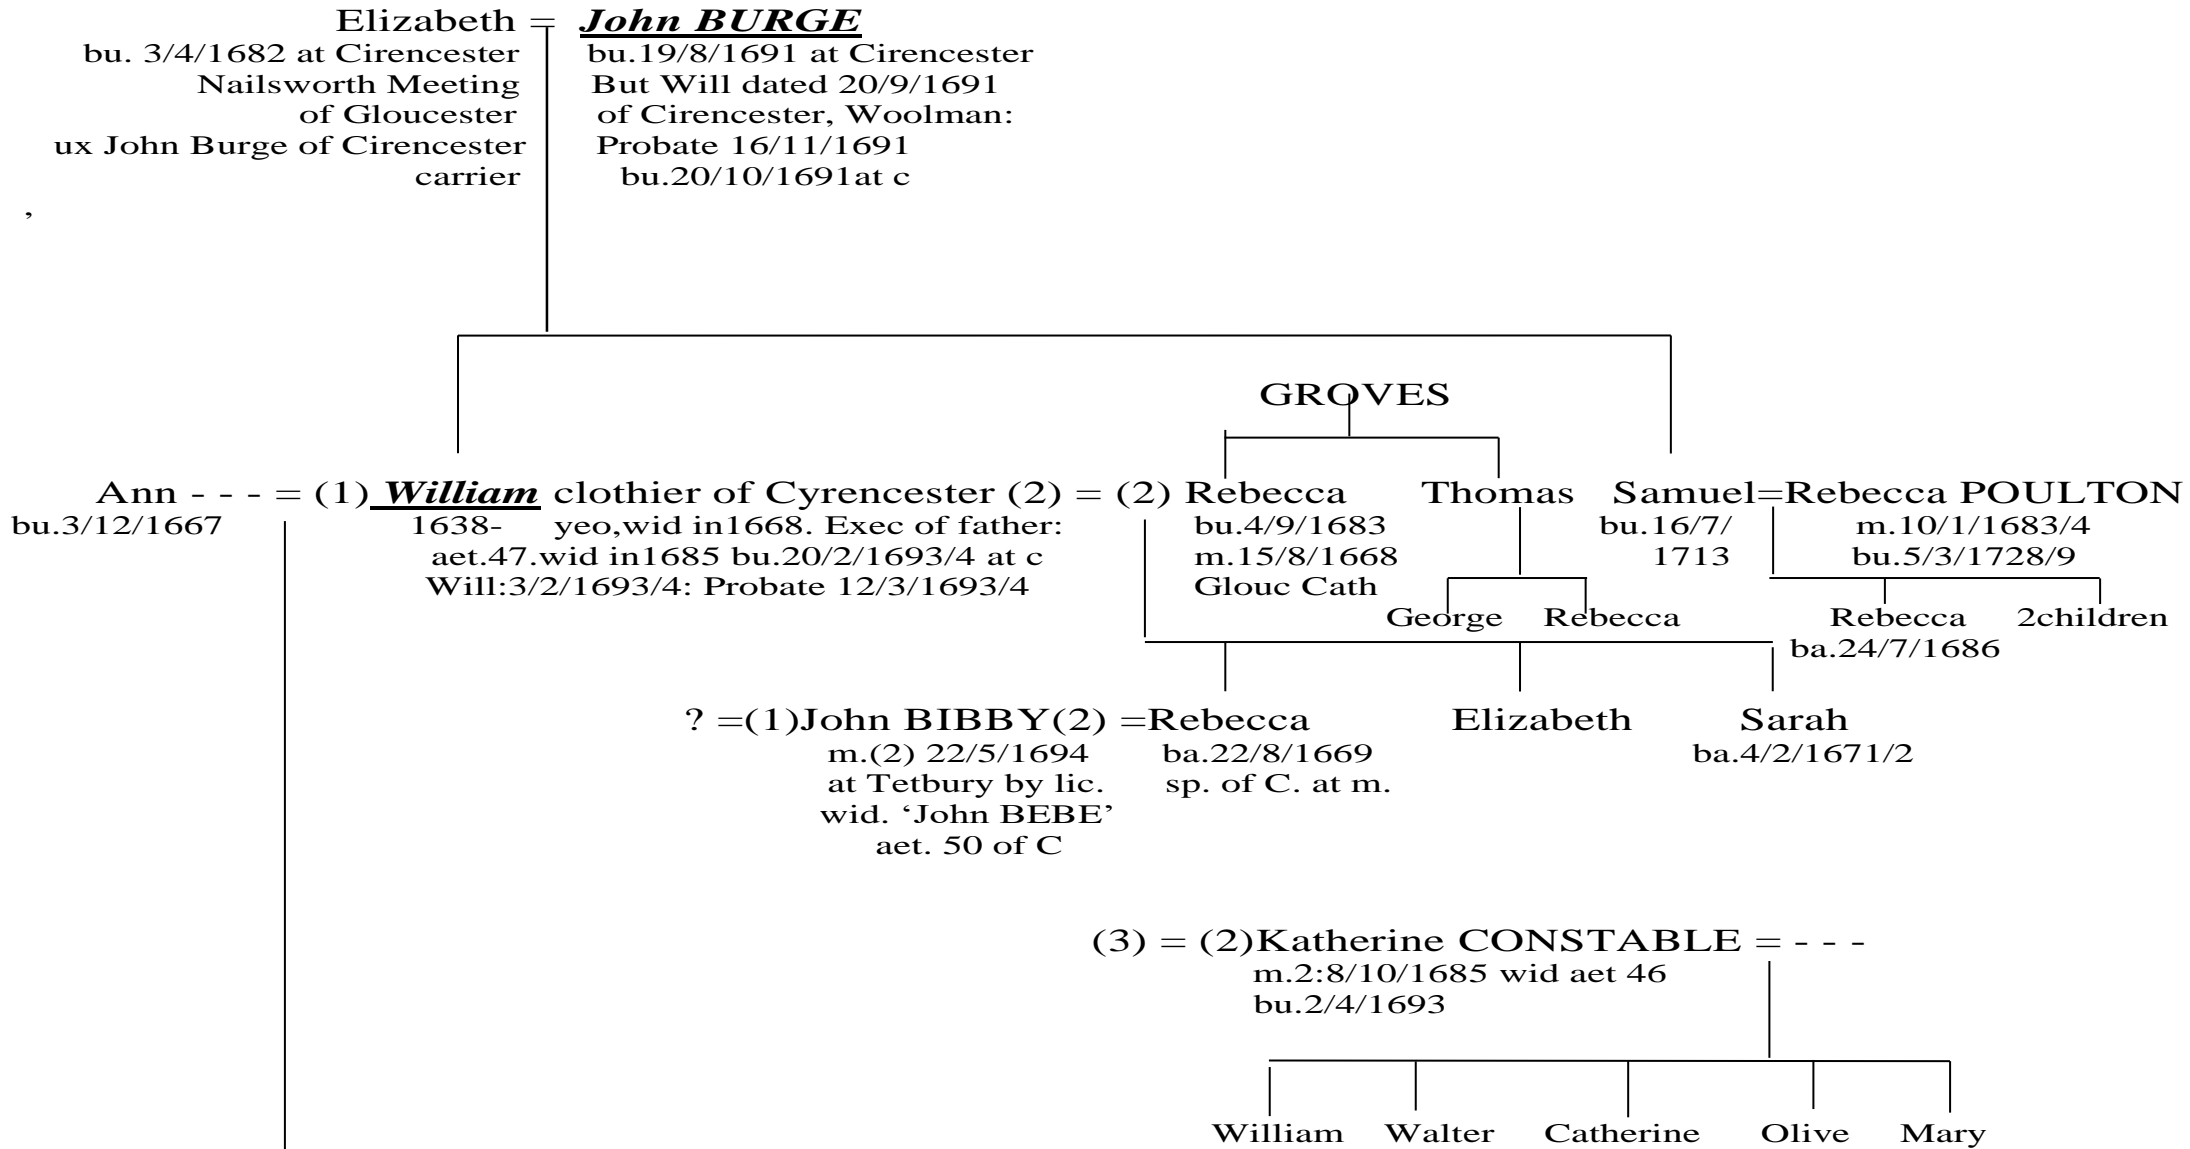 Elizabeth = John BURGE
bu. 3/4/1682 at Cirencester bu.19/8/1691 at Cirencester
Nailsworth Meeting But Will dated 20/9/1691
of Gloucester of Cirencester, Woolman:
ux John Burge of Cirencester Probate 16/11/1691
carrier bu.20/10/1691at c
,
GROVES
Ann - - - = (1) William clothier of Cyrencester (2) = (2) Rebecca Thomas Samuel=Rebecca POULTON
bu.3/12/1667 1638- yeo,wid in1668. Exec of father: bu.4/9/1683 bu.16/7/ m.10/1/1683/4
aet.47.wid in1685 bu.20/2/1693/4 at c m.15/8/1668 1713 bu.5/3/1728/9
Will:3/2/1693/4: Probate 12/3/1693/4 Glouc Cath
George Rebecca Rebecca 2children
ba.24/7/1686
? =(1)John BIBBY(2) =Rebecca Elizabeth Sarah
m.(2) 22/5/1694 ba.22/8/1669 ba.4/2/1671/2
at Tetbury by lic. sp. of C. at m.
wid. ‘John BEBE’
aet. 50 of C
(3) = (2)Katherine CONSTABLE = - - -
m.2:8/10/1685 wid aet 46
bu.2/4/1693
William Walter Catherine Olive Mary